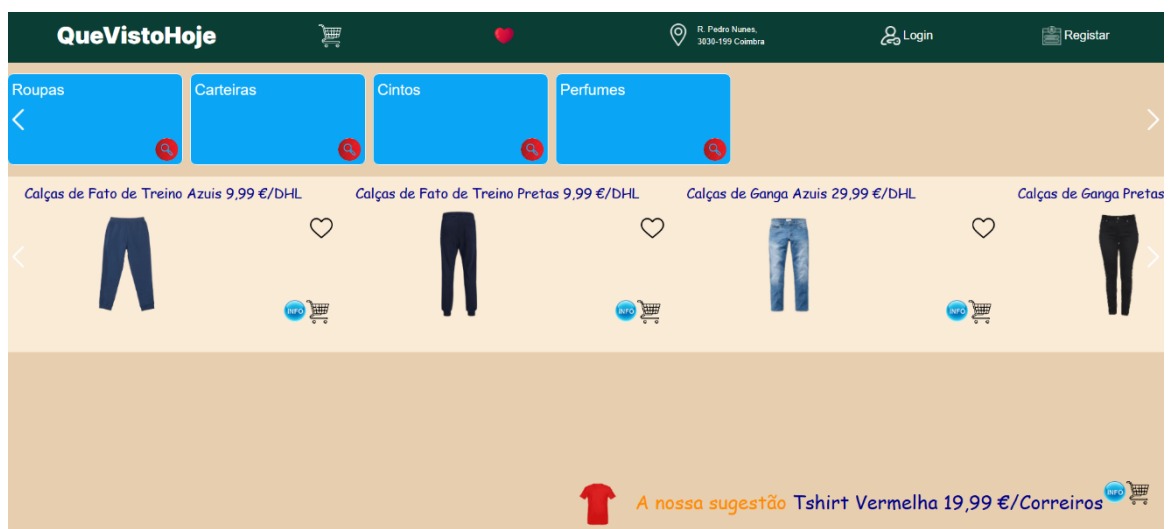 QueVistoHoje
R. Pedro Nunes,
3030-199 Coimbra
Login
Registar
Roupas
Carteiras
Cintos
Perfumes
Calças de Fato de Treino Azuis 9,99 €/DHL
Calças de Fato de Treino Pretas 9,99 €/DHL
Calças de Ganga Azuis 29,99 €/DHL
Calças de Ganga Pretas
INFO
INFO
INFO
A nossa sugestão Tshirt Vermelha 19,99 €/Correiros
INFO